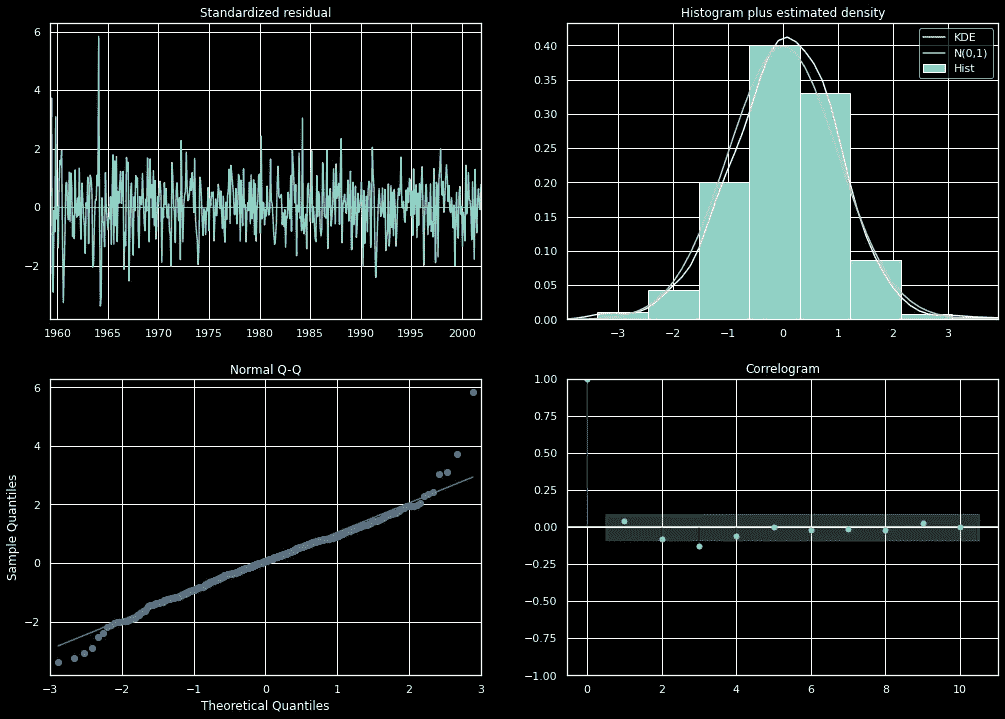 Standardized residual
6
4
2
0
−2
1960 1965 1970 1975 1980 1985 1990 1995 2000
Histogram plus estimated density
KDE
N(0,1)
Hist
0.40
0.35
0.30
0.25
0.20
0.15
0.10
0.05
0.00
−3 −2 −1 0 1 2 3
Normal Q-Q
6
4
2
0
−2
Sample Quantiles
−3 −2 −1 0 1 2 3
Theoretical Quantiles
Correlogram
1.00
0.75
0.50
0.25
0.00
−0.25
−0.50
−0.75
−1.00
0 2 4 6 8 10